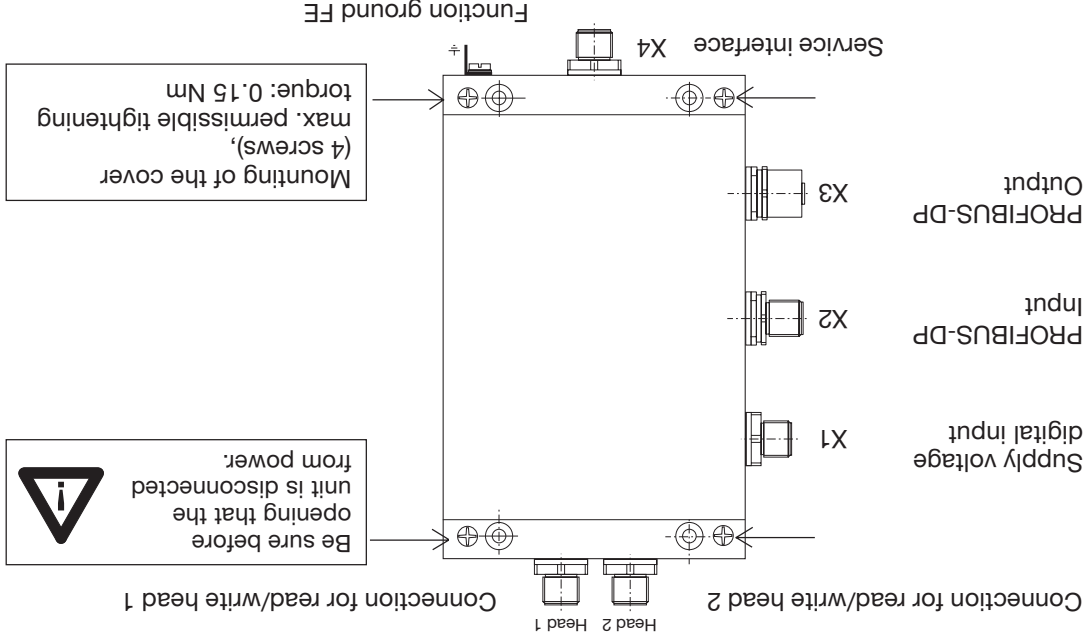 Head 1 Head 2
Connection for read/write head 1
Connection for read/write head 2
Be sure before
opening that the
unit is disconnected
from power.
Supply voltage
digital input
X1
PROFIBUS-DP
Input
X2
PROFIBUS-DP
Output
X3
Mounting of the cover
(4 screws),
max. permissible tightening
torque: 0.15 Nm
Service interface
X4
Function ground FE